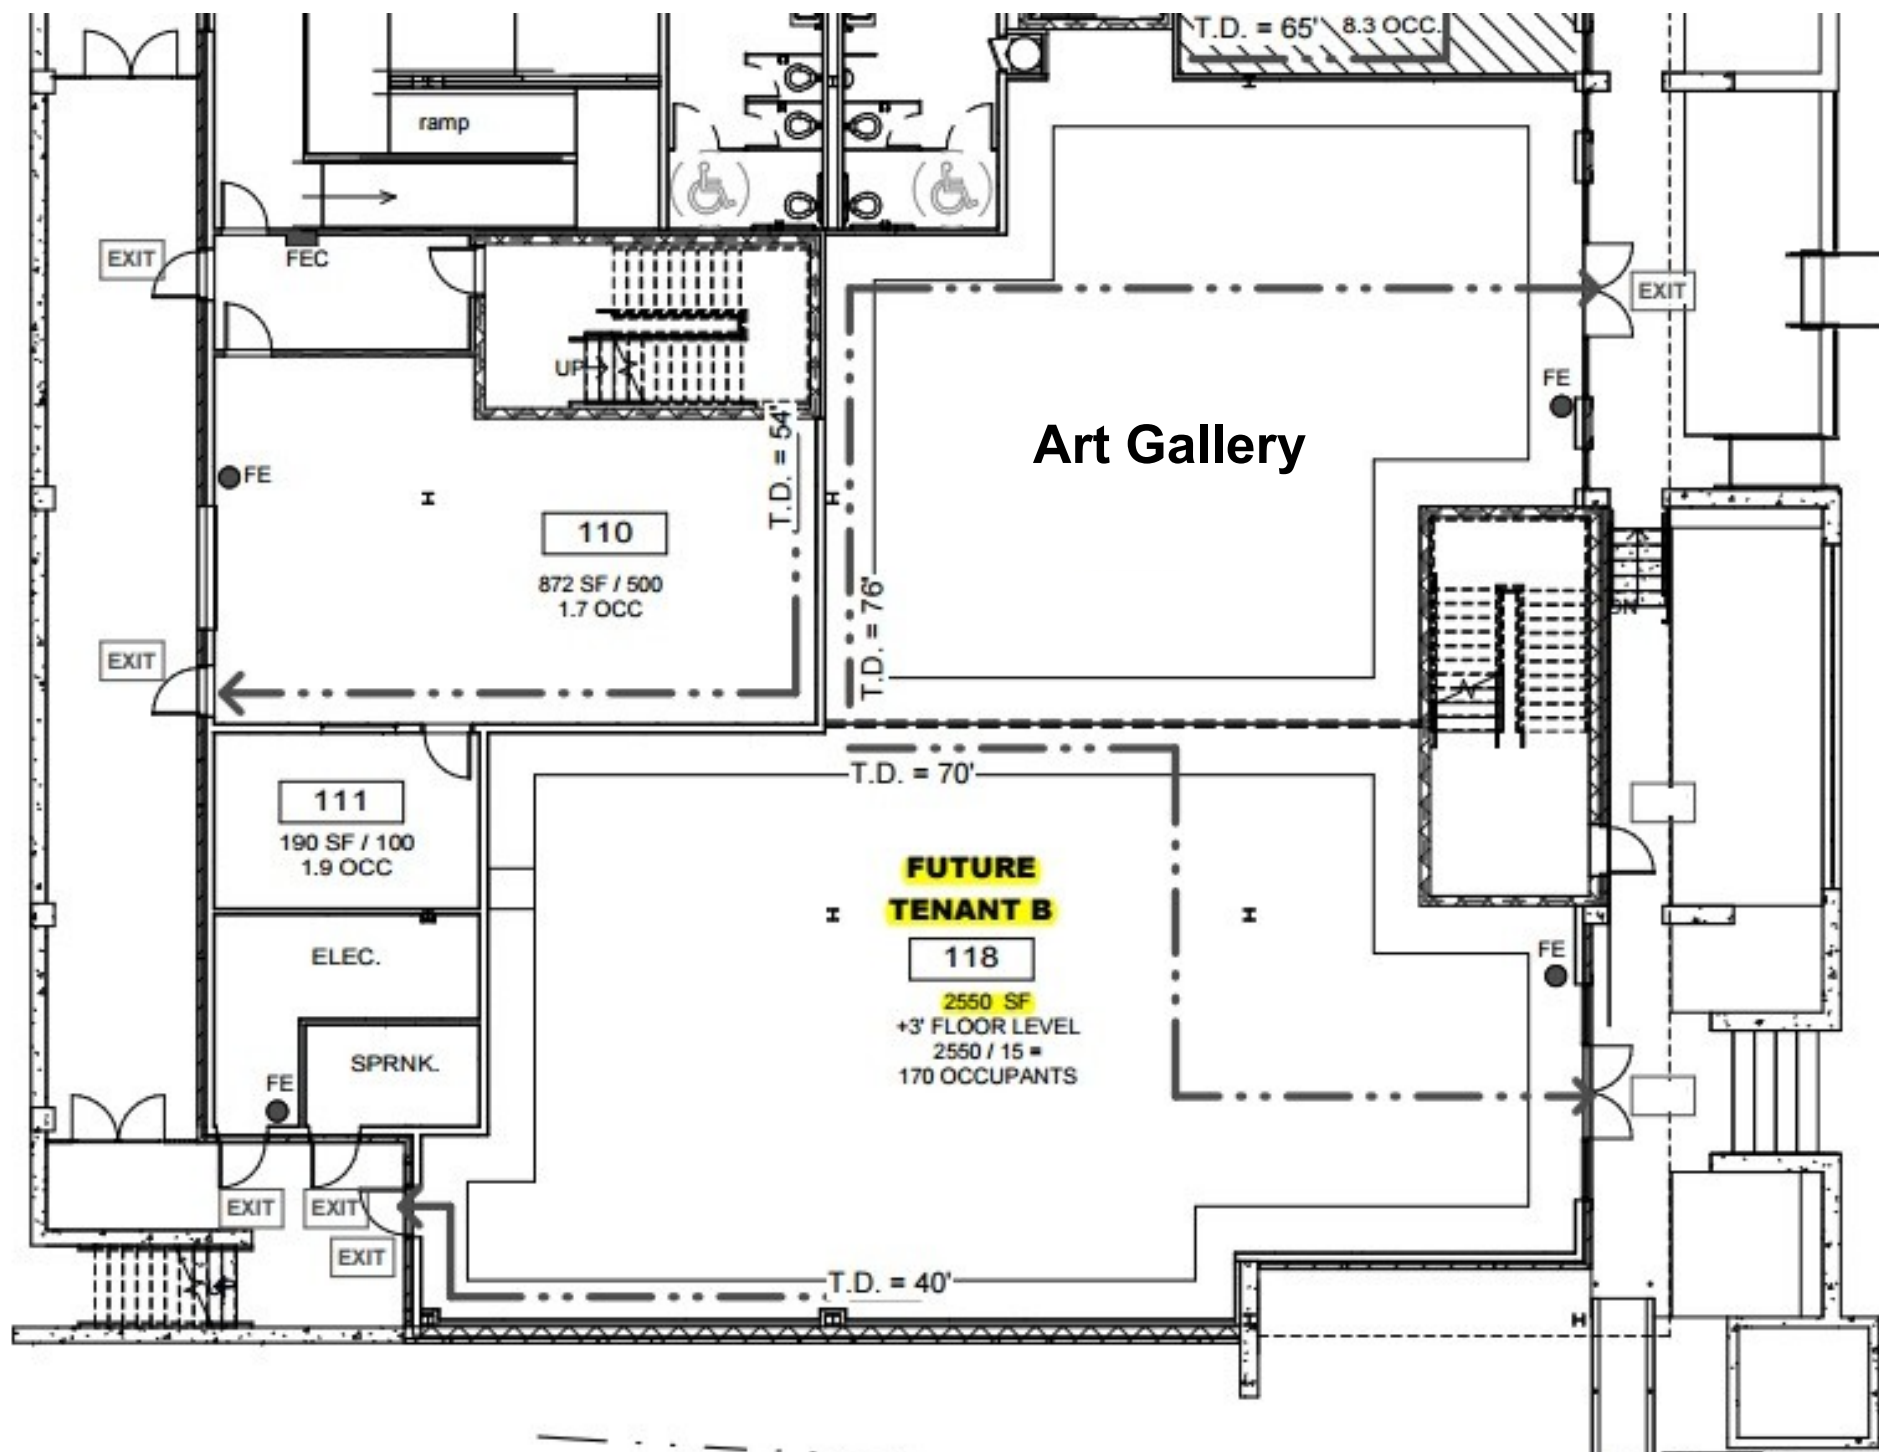 T.D. = 65'
8.3 OCC.
ramp
EXIT
FEC
EXIT
UP
FE
T.D. = 54'
Art Gallery
FE
110
872 SF / 500
1.7 OCC
T.D. = 76'
DN
EXIT
T.D. = 70'
111
190 SF / 100
1.9 OCC
FUTURE
TENANT B
118
2550 SF
+3' FLOOR LEVEL
2550 / 15 =
170 OCCUPANTS
FE
ELEC.
SPRNK.
FE
EXIT
EXIT
EXIT
T.D. = 40'